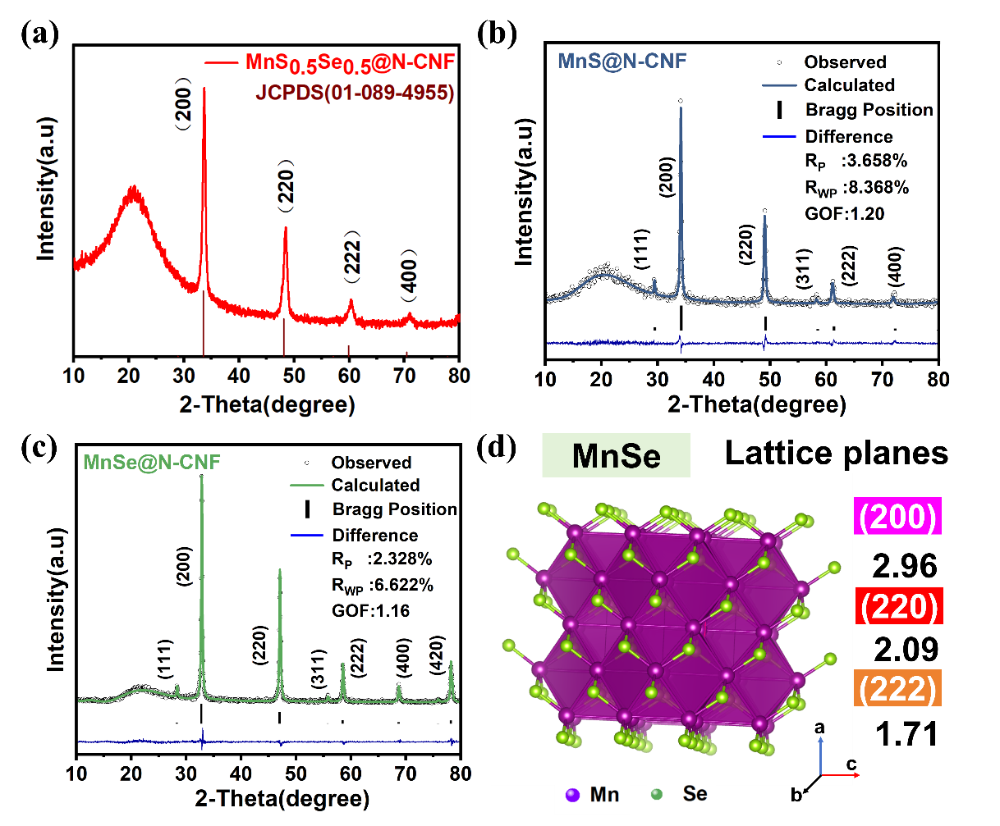 (a)
MnS0.5Se0.5@N-CNF
JCPDS(01-089-4955)
(200)
(220)
(222)
(400)
Intensity(a.u)
10 20 30 40 50 60 70 80
2-Theta(degree)
(b)
MnS@N-CNF
Observed
Calculated
Bragg Position
Difference
RP :3.658%
RWP :8.368%
GOF:1.20
(111)
(200)
(220)
(311)
(222)
(400)
Intensity(a.u)
10 20 30 40 50 60 70 80
2-Theta(degree)
(c)
MnSe@N-CNF
Observed
Calculated
Bragg Position
Difference
RP :2.328%
RWP :6.622%
GOF:1.16
(111)
(200)
(220)
(311)
(222)
(400)
(420)
Intensity(a.u)
10 20 30 40 50 60 70 80
2-Theta(degree)
(d)
MnSe
Lattice planes
(200)
2.96
(220)
2.09
(222)
1.71
a
c
b
Mn
Se